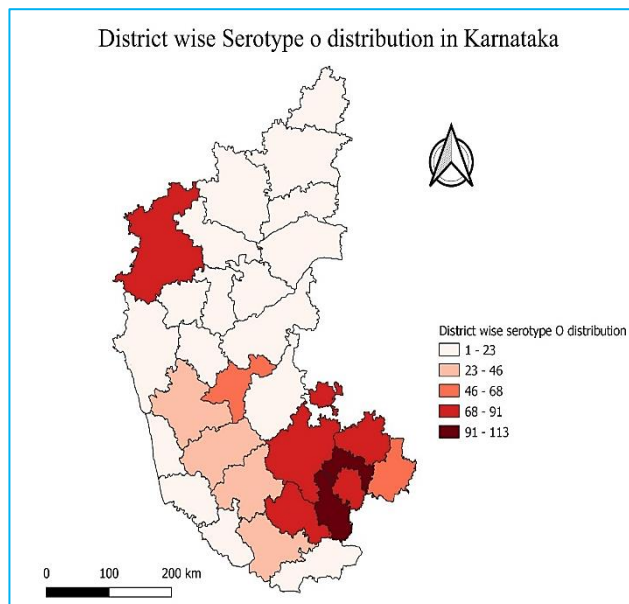 District wise Serotype o distribution in Karnataka
District wise serotype O distribution
1 - 23
23 - 46
46 - 68
68 - 91
91 - 113
0 100 200 km